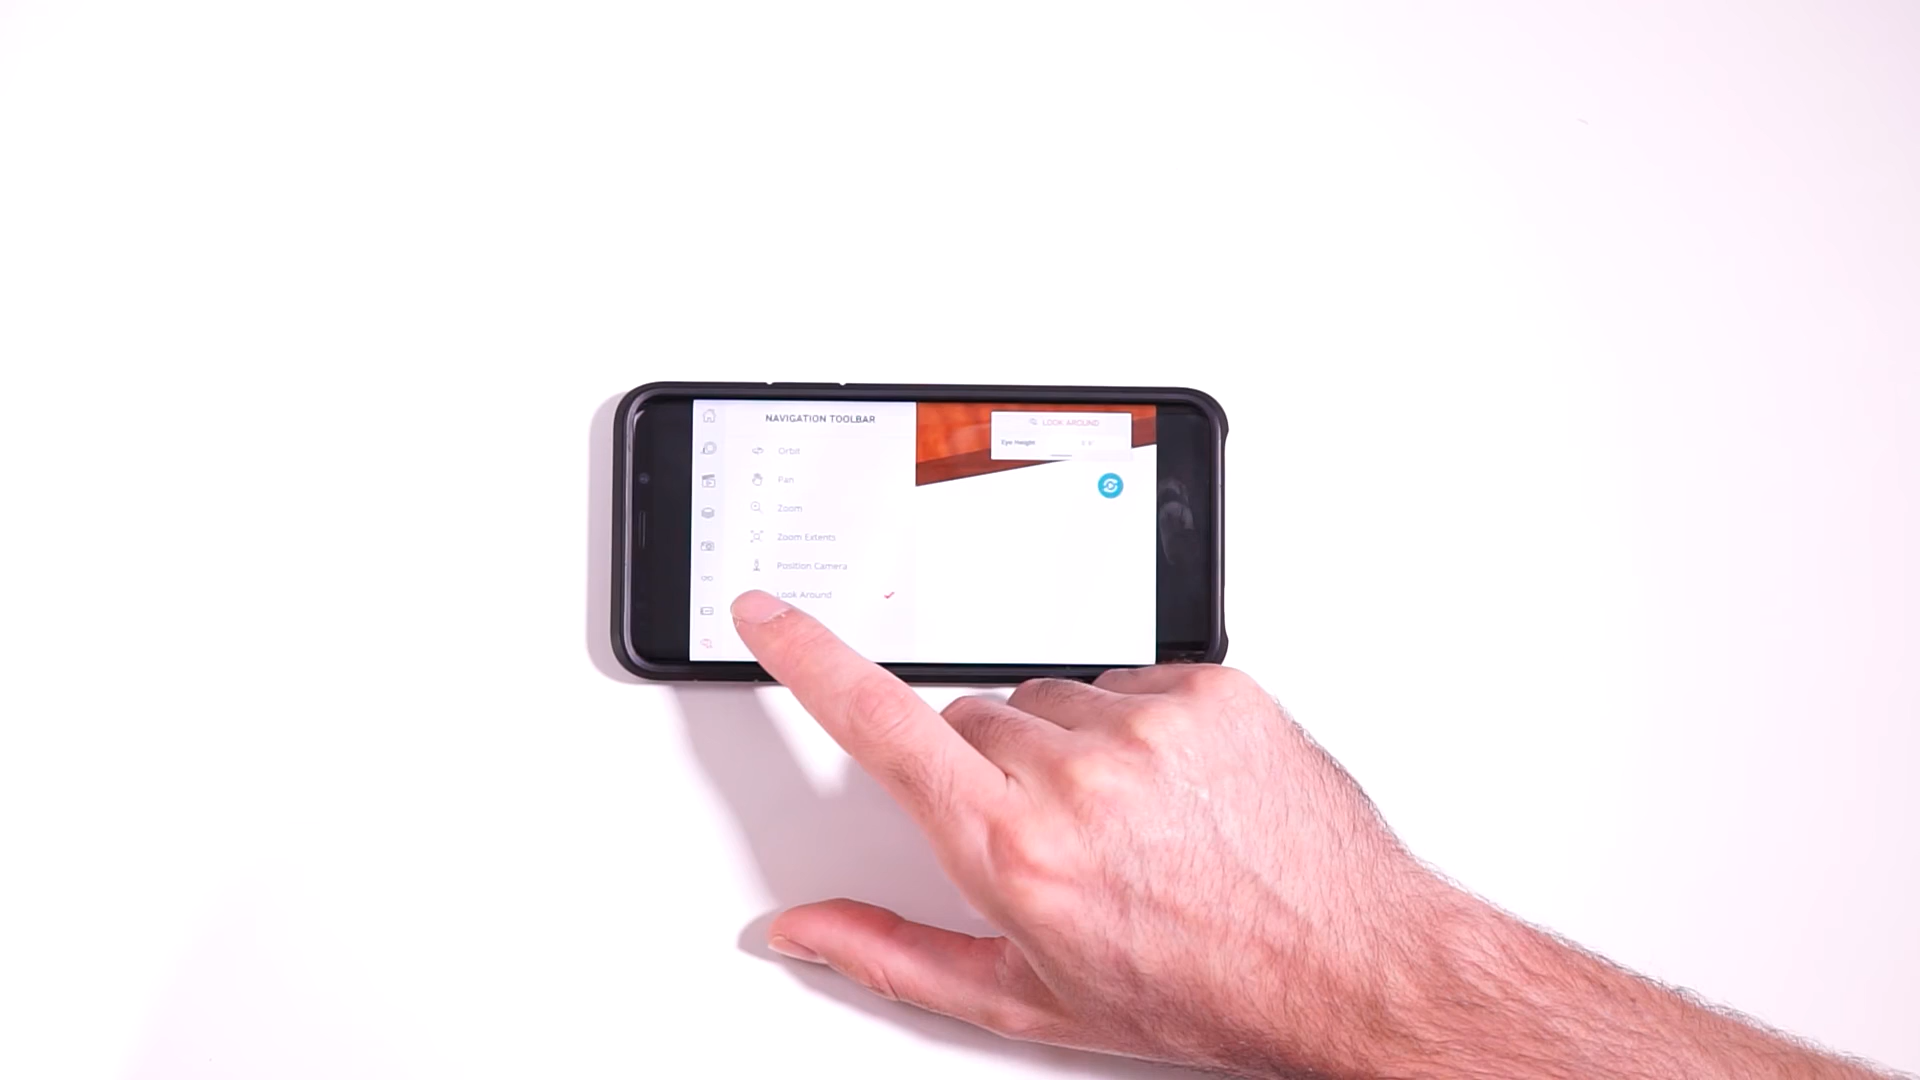 NAVIGATION TOOLBAR
Orbit
Pan
Zoom
Zoom Extents
Position Camera
Look Around
LOOK AROUND
Eye Height